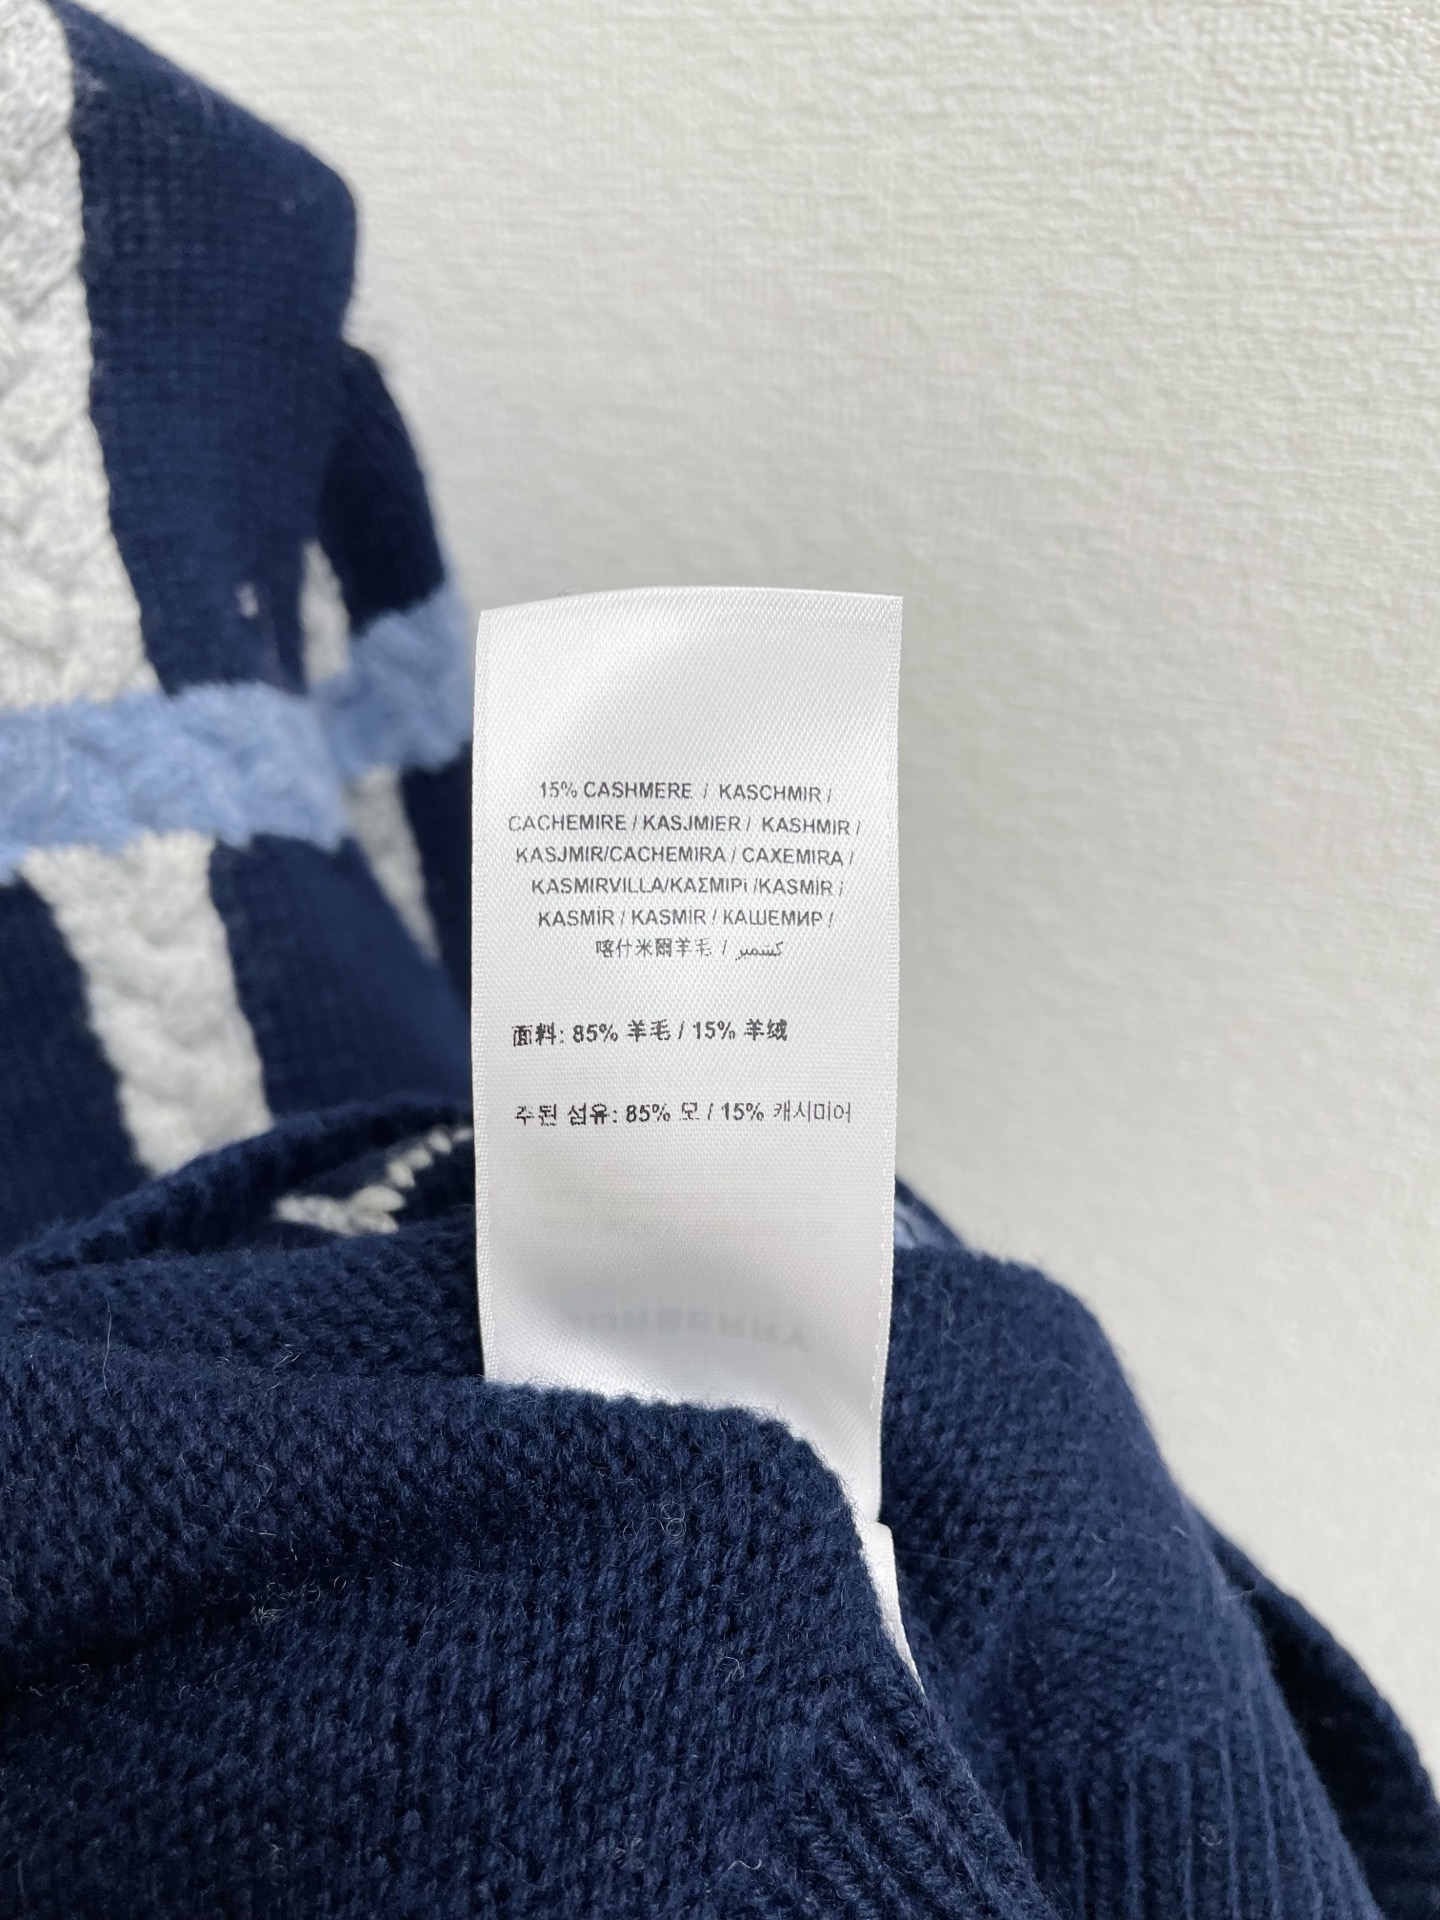 15% CASHMERE / KASCHMIR /
CACHEMIRE / KASJMIER / KASHMIR /
KASJMIR/CACHEMIRA / CAXEMIRA /
KASMIRVILLA/ΚΑΣΜΙΡi /KASMIR /
KASMİR / KASMIR / КАШЕМИР /
喀什米爾羊毛 / كشمير
面料: 85% 羊毛 / 15% 羊绒
주된 섬유: 85% 모 / 15% 캐시미어
BURBERRY